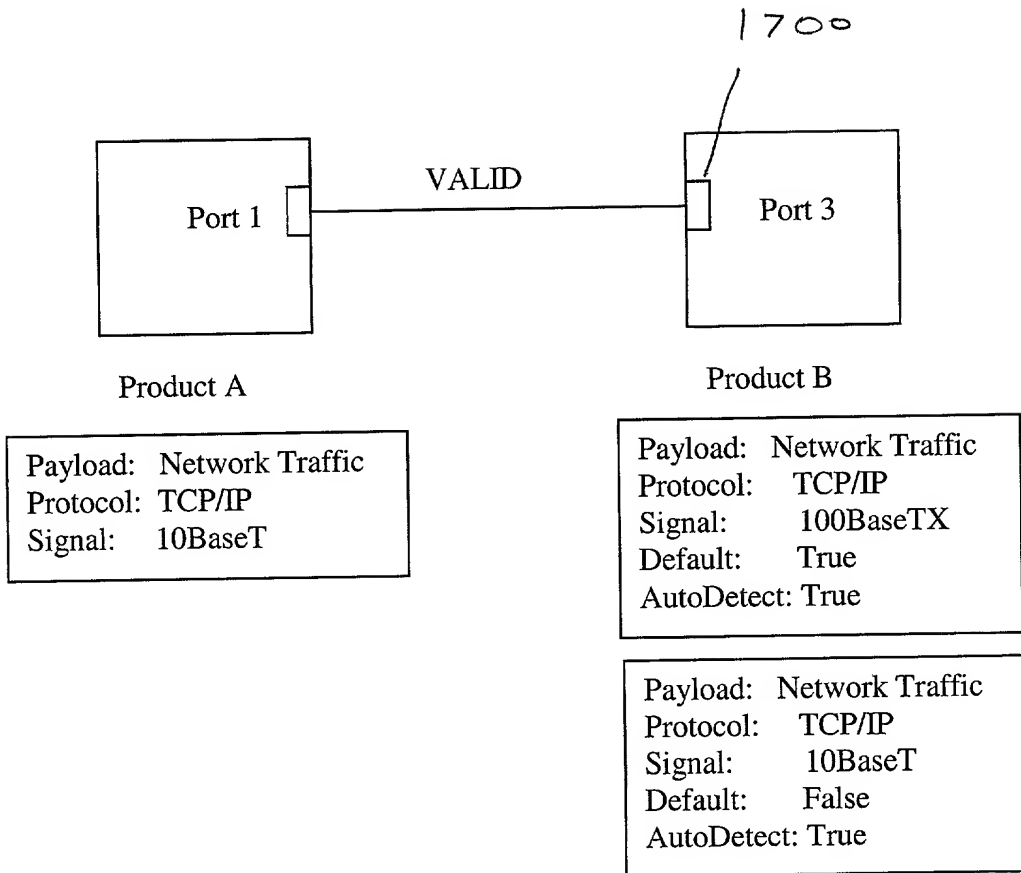 1700
VALID
Port 1
Port 3
Product A
Product B
Payload: Network Traffic
Protocol: TCP/IP
Signal: 10BaseT
Payload: Network Traffic
Protocol: TCP/IP
Signal: 100BaseTX
Default: True
AutoDetect: True
Payload: Network Traffic
Protocol: TCP/IP
Signal: 10BaseT
Default: False
AutoDetect: True